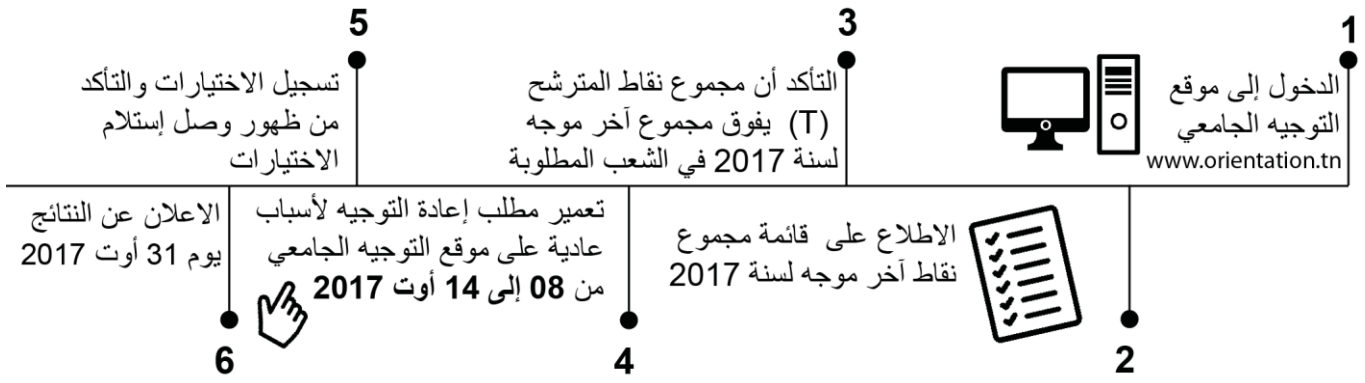 1
الدخول إلى موقع
التوجيه الجامعي
www.orientation.tn
2
الاطلاع على قائمة مجموع
نقاط آخر موجه لسنة 2017
3
التأكد أن مجموع نقاط المترشح
(T) يفوق مجموع آخر موجه
لسنة 2017 في الشعب المطلوبة
4
تعمير مطلب إعادة التوجيه لأسباب
عادية على موقع التوجيه الجامعي
من 08 إلى 14 أوت 2017
5
تسجيل الاختيارات والتأكد
من ظهور وصل إستلام
الاختيارات
6
الاعلان عن النتائج
يوم 31 أوت 2017